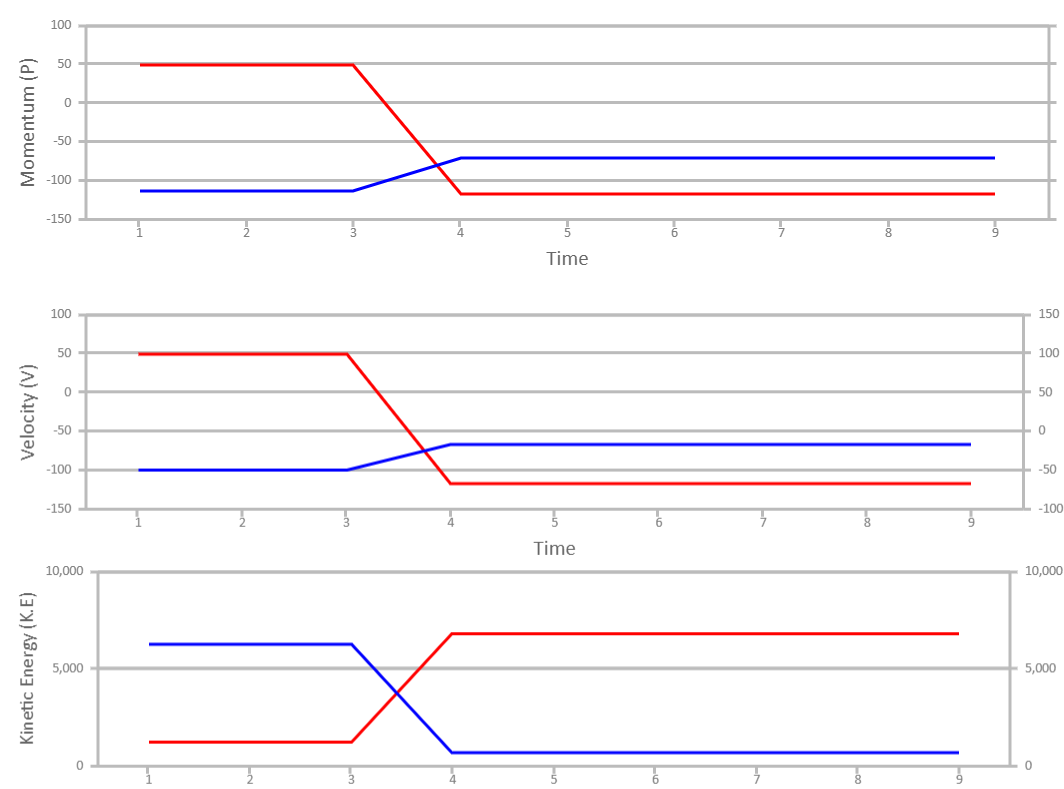 Momentum (P)
100
50
0
-50
-100
-150
1 2 3 4 5 6 7 8 9
Time
Velocity (V)
100 150
50 100
0 50
-50 0
-100 -50
-150 -100
1 2 3 4 5 6 7 8 9
Time
Kinetic Energy (K.E)
10,000 10,000
5,000 5,000
0 0
1 2 3 4 5 6 7 8 9